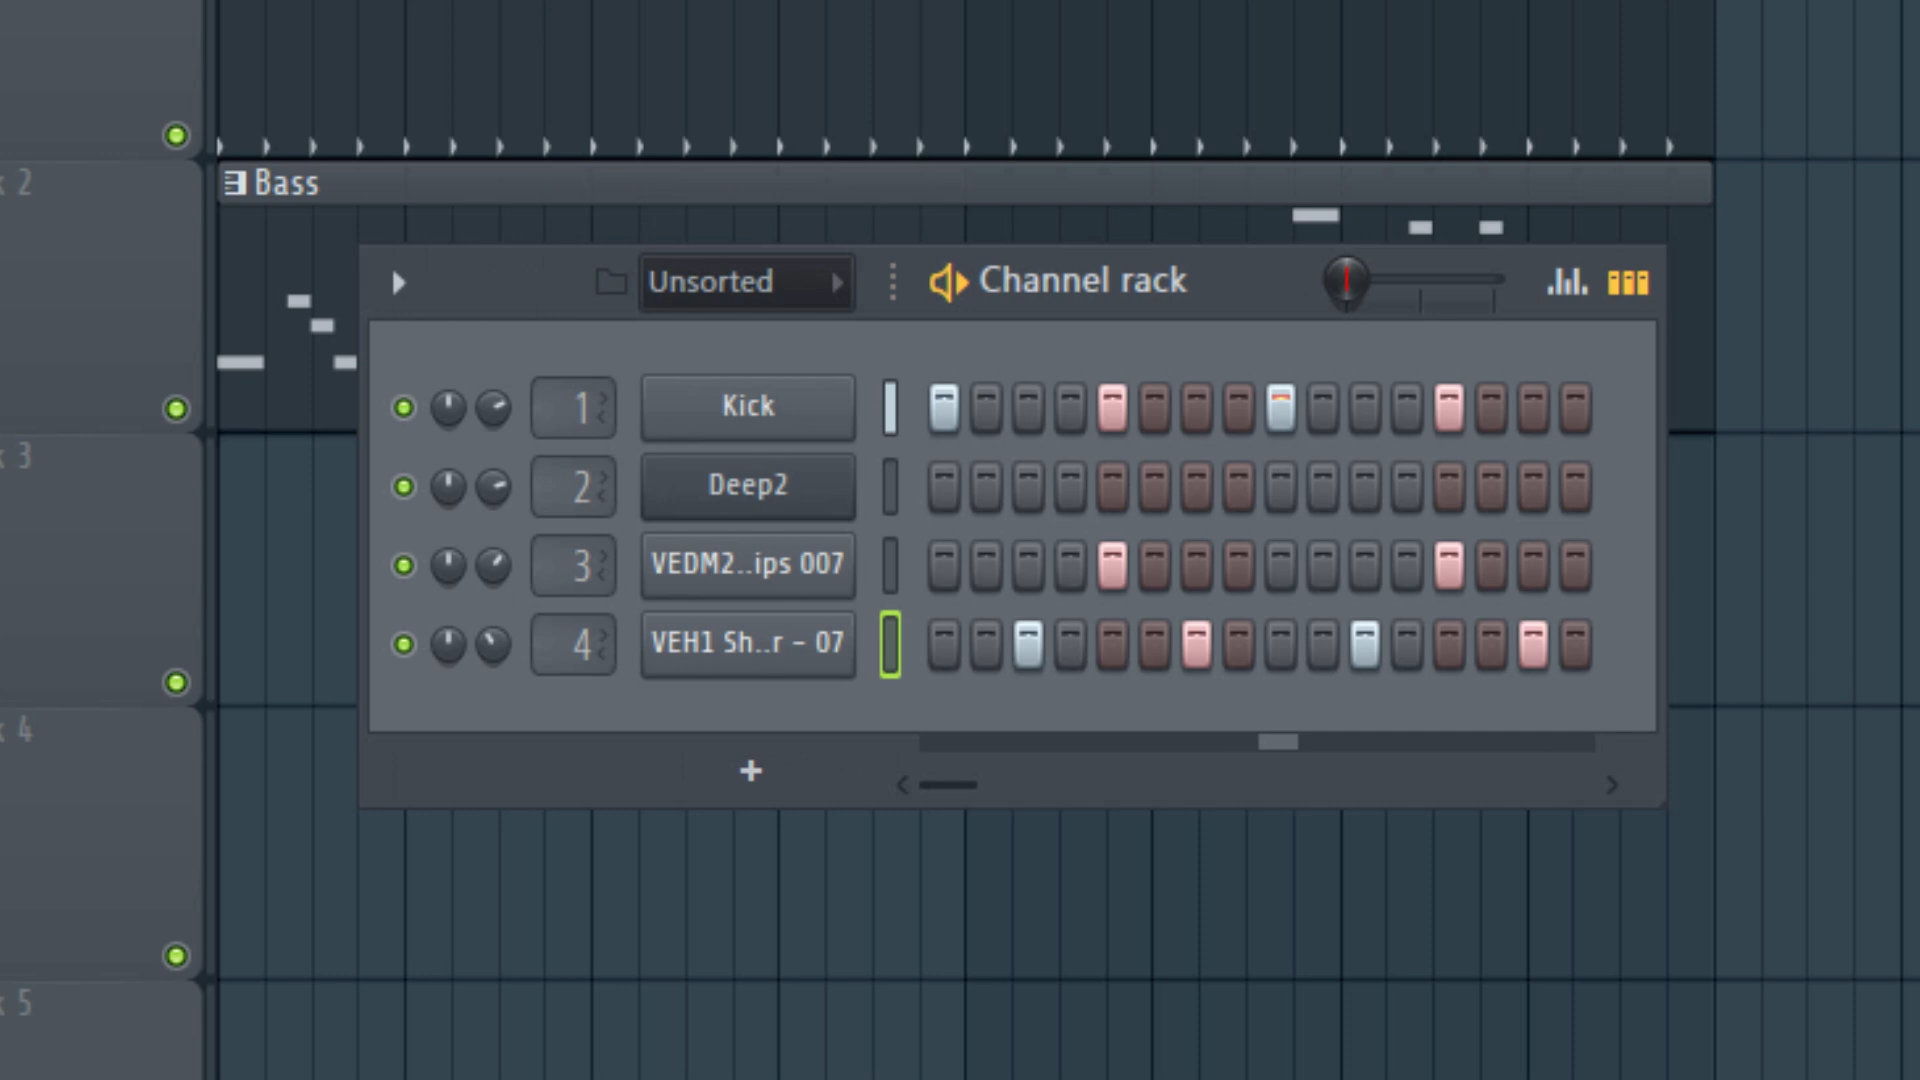 k 2
Bass
Unsorted
Channel rack
1 Kick
2 Deep2
k 3
3 VEDM2..ips 007
4 VEH1 Sh..r - 07
k 4
+
k 5